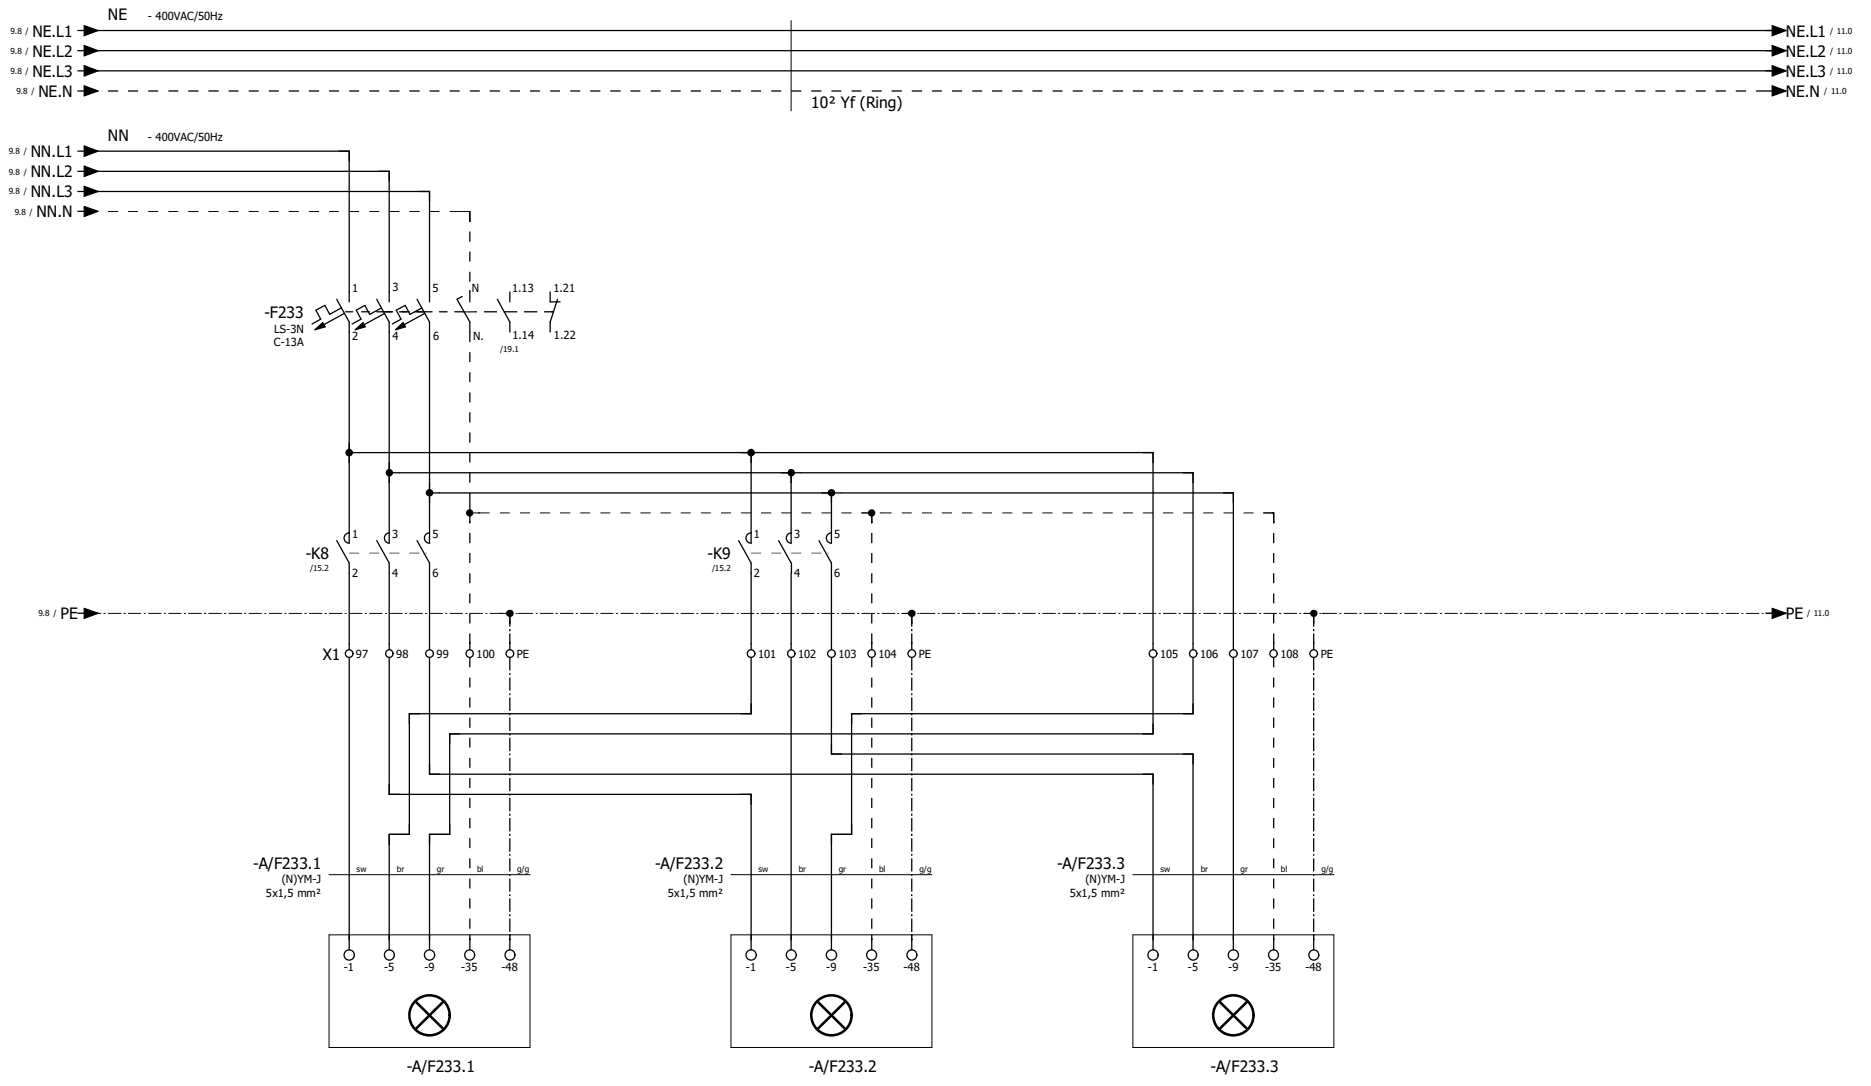 NE - 400VAC/50Hz
9.8 / NE.L1 NE.L1 / 11.0
9.8 / NE.L2 NE.L2 / 11.0
9.8 / NE.L3 NE.L3 / 11.0
9.8 / NE.N NE.N / 11.0
10² Yf (Ring)
NN - 400VAC/50Hz
9.8 / NN.L1
9.8 / NN.L2
9.8 / NN.L3
9.8 / NN.N
1 3 5 N 1.13 1.21
-F233
LS-3N
C-13A
2 4 6 N. 1.14 1.22
/19.1
1 3 5 1 3 5
-K8 -K9
/15.2 /15.2
2 4 6 2 4 6
9.8 / PE PE / 11.0
X1 97 98 99 100 PE 101 102 103 104 PE 105 106 107 108 PE
-A/F233.1 sw br gr bl g/g -A/F233.2 sw br gr bl g/g -A/F233.3 sw br gr bl g/g
(N)YM-J (N)YM-J (N)YM-J
5x1,5 mm² 5x1,5 mm² 5x1,5 mm²
-1 -5 -9 -35 -48 -1 -5 -9 -35 -48 -1 -5 -9 -35 -48
-A/F233.1 -A/F233.2 -A/F233.3